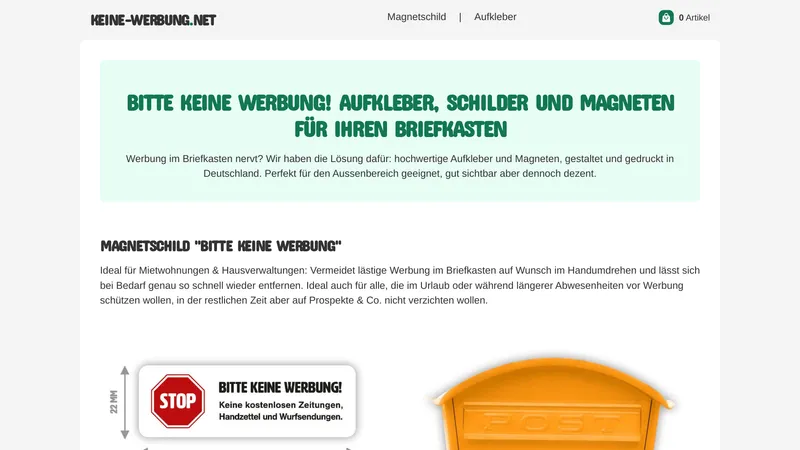 KEINE-WERBUNG.NET
Magnetschild | Aufkleber
0 Artikel
BITTE KEINE WERBUNG! AUFKLEBER, SCHILDER UND MAGNETEN
FÜR IHREN BRIEFKASTEN
Werbung im Briefkasten nervt? Wir haben die Lösung dafür: hochwertige Aufkleber und Magneten, gestaltet und gedruckt in
Deutschland. Perfekt für den Aussenbereich geeignet, gut sichtbar aber dennoch dezent.
MAGNETSCHILD "BITTE KEINE WERBUNG"
Ideal für Mietwohnungen & Hausverwaltungen: Vermeidet lästige Werbung im Briefkasten auf Wunsch im Handumdrehen und lässt sich
bei Bedarf genau so schnell wieder entfernen. Ideal auch für alle, die im Urlaub oder während längerer Abwesenheiten vor Werbung
schützen wollen, in der restlichen Zeit aber auf Prospekte & Co. nicht verzichten wollen.
22 MM
STOP
BITTE KEINE WERBUNG!
Keine kostenlosen Zeitungen,
Handzettel und Wurfsendungen.
POST